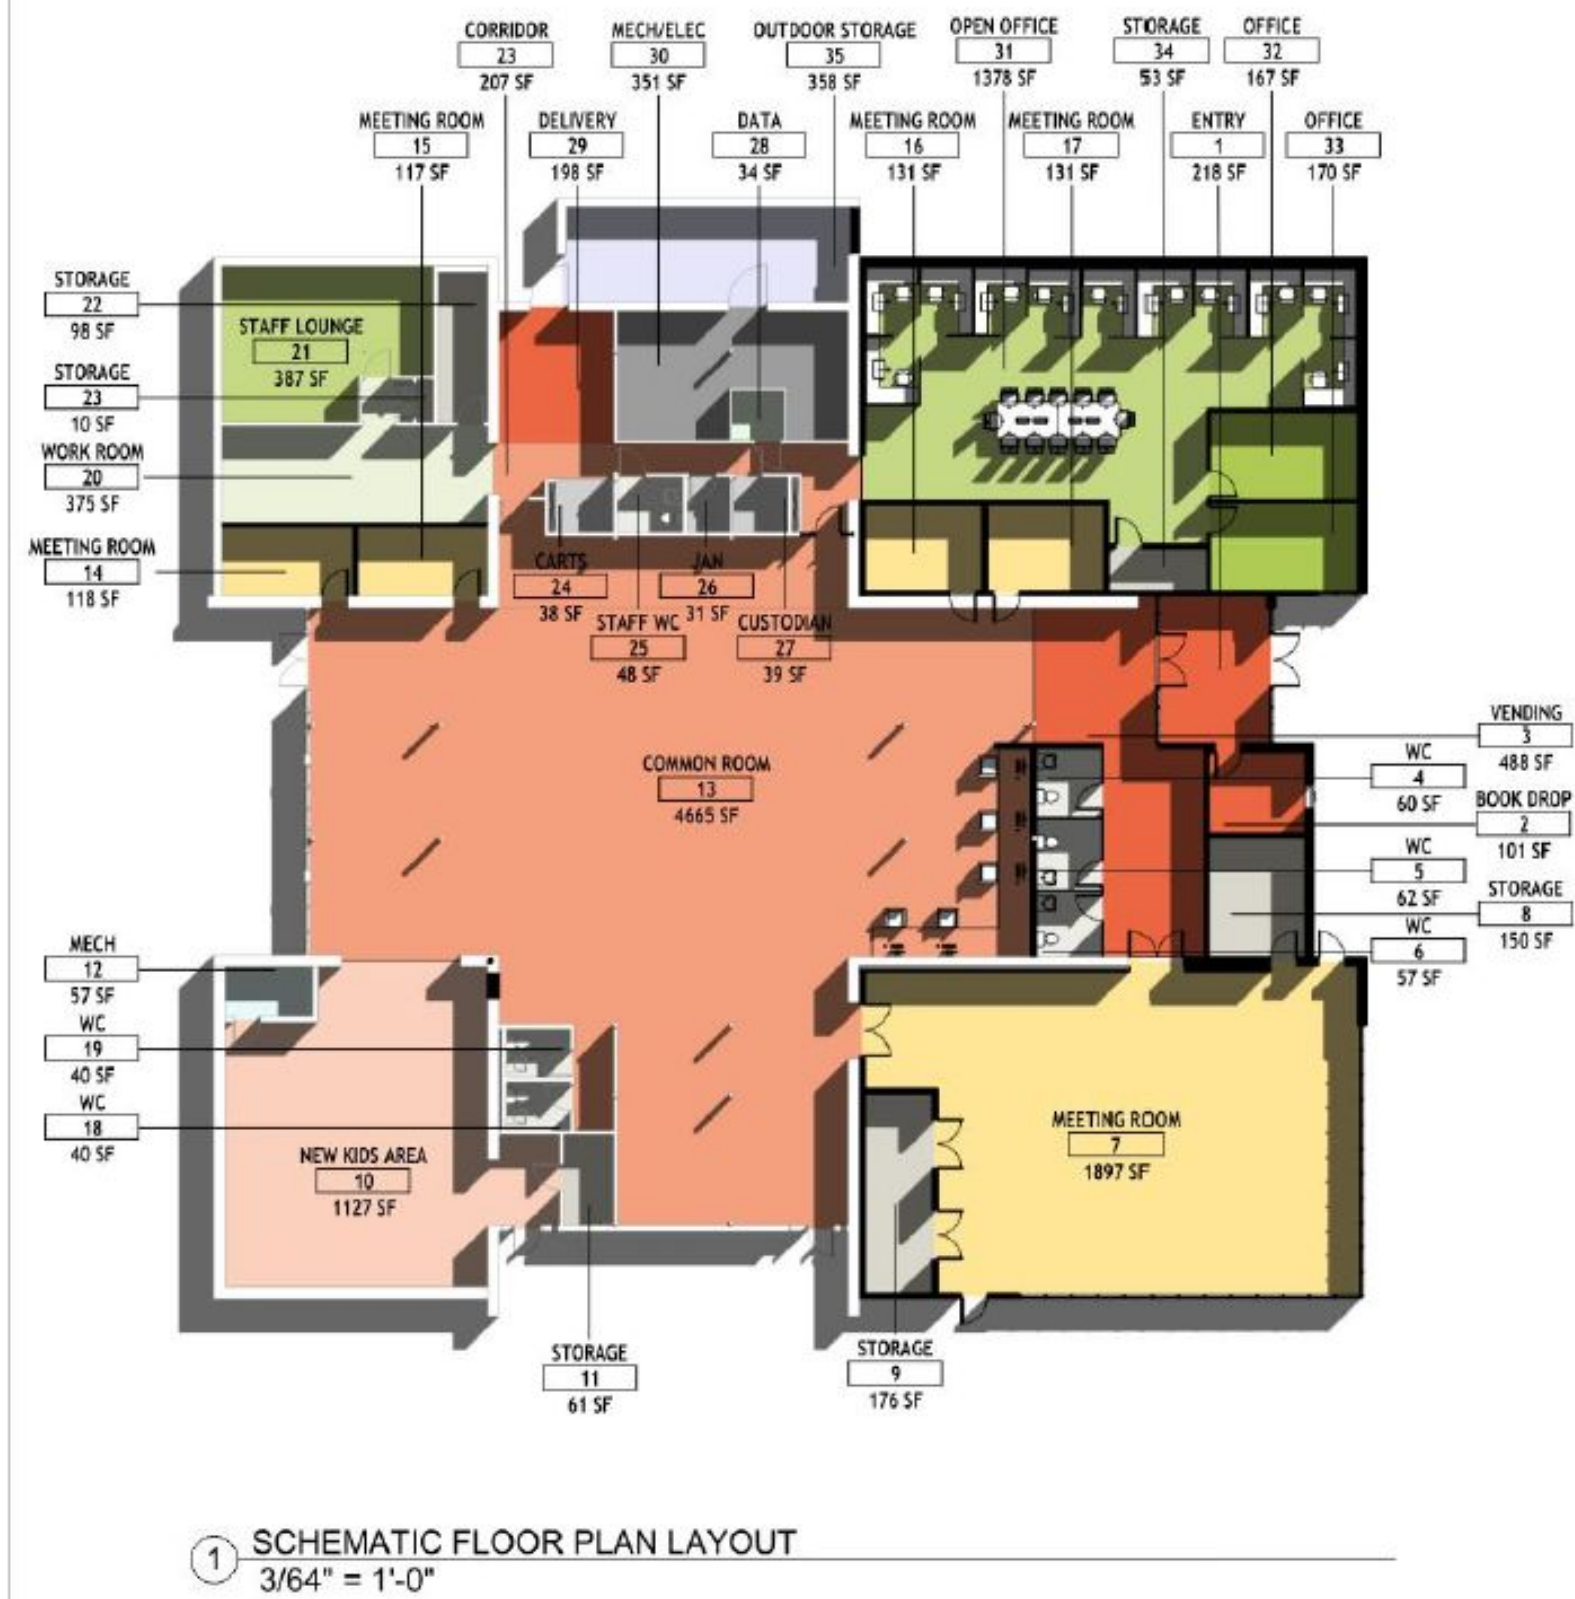 CORRIDOR
23
207 SF
MECH/ELEC
30
351 SF
OUTDOOR STORAGE
35
358 SF
OPEN OFFICE
31
1378 SF
STORAGE
34
53 SF
OFFICE
32
167 SF
MEETING ROOM
15
117 SF
DELIVERY
29
198 SF
DATA
28
34 SF
MEETING ROOM
16
131 SF
MEETING ROOM
17
131 SF
ENTRY
1
218 SF
OFFICE
33
170 SF
STORAGE
22
98 SF
STAFF LOUNGE
21
387 SF
STORAGE
23
10 SF
WORK ROOM
20
375 SF
MEETING ROOM
14
118 SF
CARTS
24
38 SF
JAN
26
31 SF
STAFF WC
25
48 SF
CUSTODIAN
27
39 SF
COMMON ROOM
13
4665 SF
VENDING
3
488 SF
WC
4
60 SF
BOOK DROP
2
101 SF
WC
5
62 SF
STORAGE
8
150 SF
WC
6
57 SF
MECH
12
57 SF
WC
19
40 SF
WC
18
40 SF
NEW KIDS AREA
10
1127 SF
MEETING ROOM
7
1897 SF
STORAGE
11
61 SF
STORAGE
9
176 SF
1 SCHEMATIC FLOOR PLAN LAYOUT
3/64" = 1'-0"